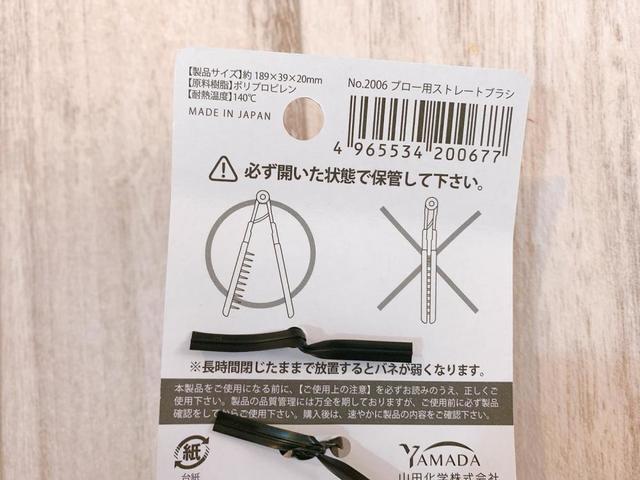 【製品サイズ】約 189×39×20mm
【原料樹脂】ポリプロピレン
【耐熱温度】140℃
MADE IN JAPAN
No.2006 ブロー用ストレートブラシ
4 965534 200677
必ず開いた状態で保管して下さい。
※長時間閉じたままで放置するとバネが弱くなります。
本製品をご使用になる前に、【ご使用上の注意】を必ずお読みのうえ、正しくご
使用下さい。製品の品質管理には万全を期しておりますが、ご使用前に必ず製品
確認をしてからご使用下さい。購入後は、速やかに製品の内容をご確認下さい。
紙
台紙
YAMADA
山田化学株式会社